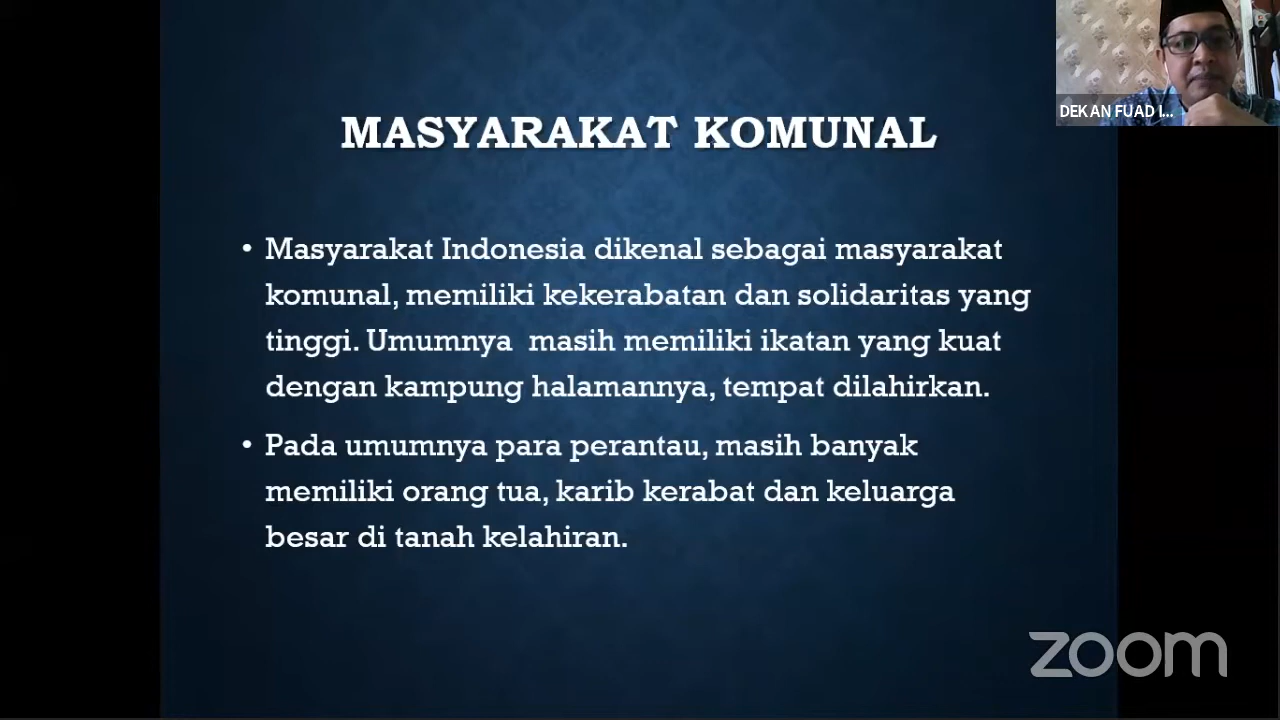 DEKAN FUAD I...
MASYARAKAT KOMUNAL
• Masyarakat Indonesia dikenal sebagai masyarakat
komunal, memiliki kekerabatan dan solidaritas yang
tinggi. Umumnya masih memiliki ikatan yang kuat
dengan kampung halamannya, tempat dilahirkan.
• Pada umumnya para perantau, masih banyak
memiliki orang tua, karib kerabat dan keluarga
besar di tanah kelahiran.
zoom